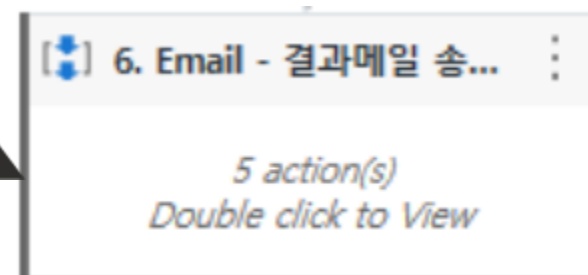 6. Email - 결과메일 송...
5 action(s)
Double click to View